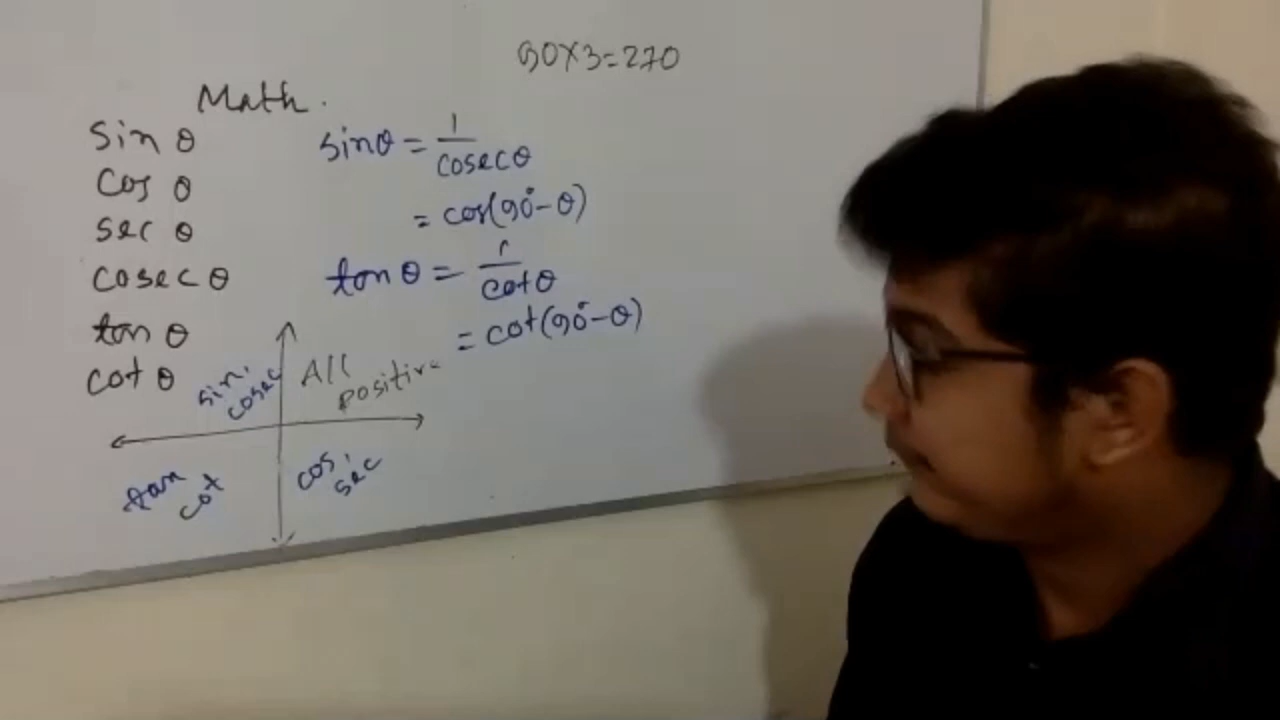 90×3=270
Math.
sin θ
cos θ
sec θ
cosec θ
tan θ
cot θ
sinθ = 1/cosecθ
= cos(90°-θ)
tanθ = 1/cotθ
= cot(90°-θ)
sin,
cosec
All
positive
tan
cot
cos,
sec